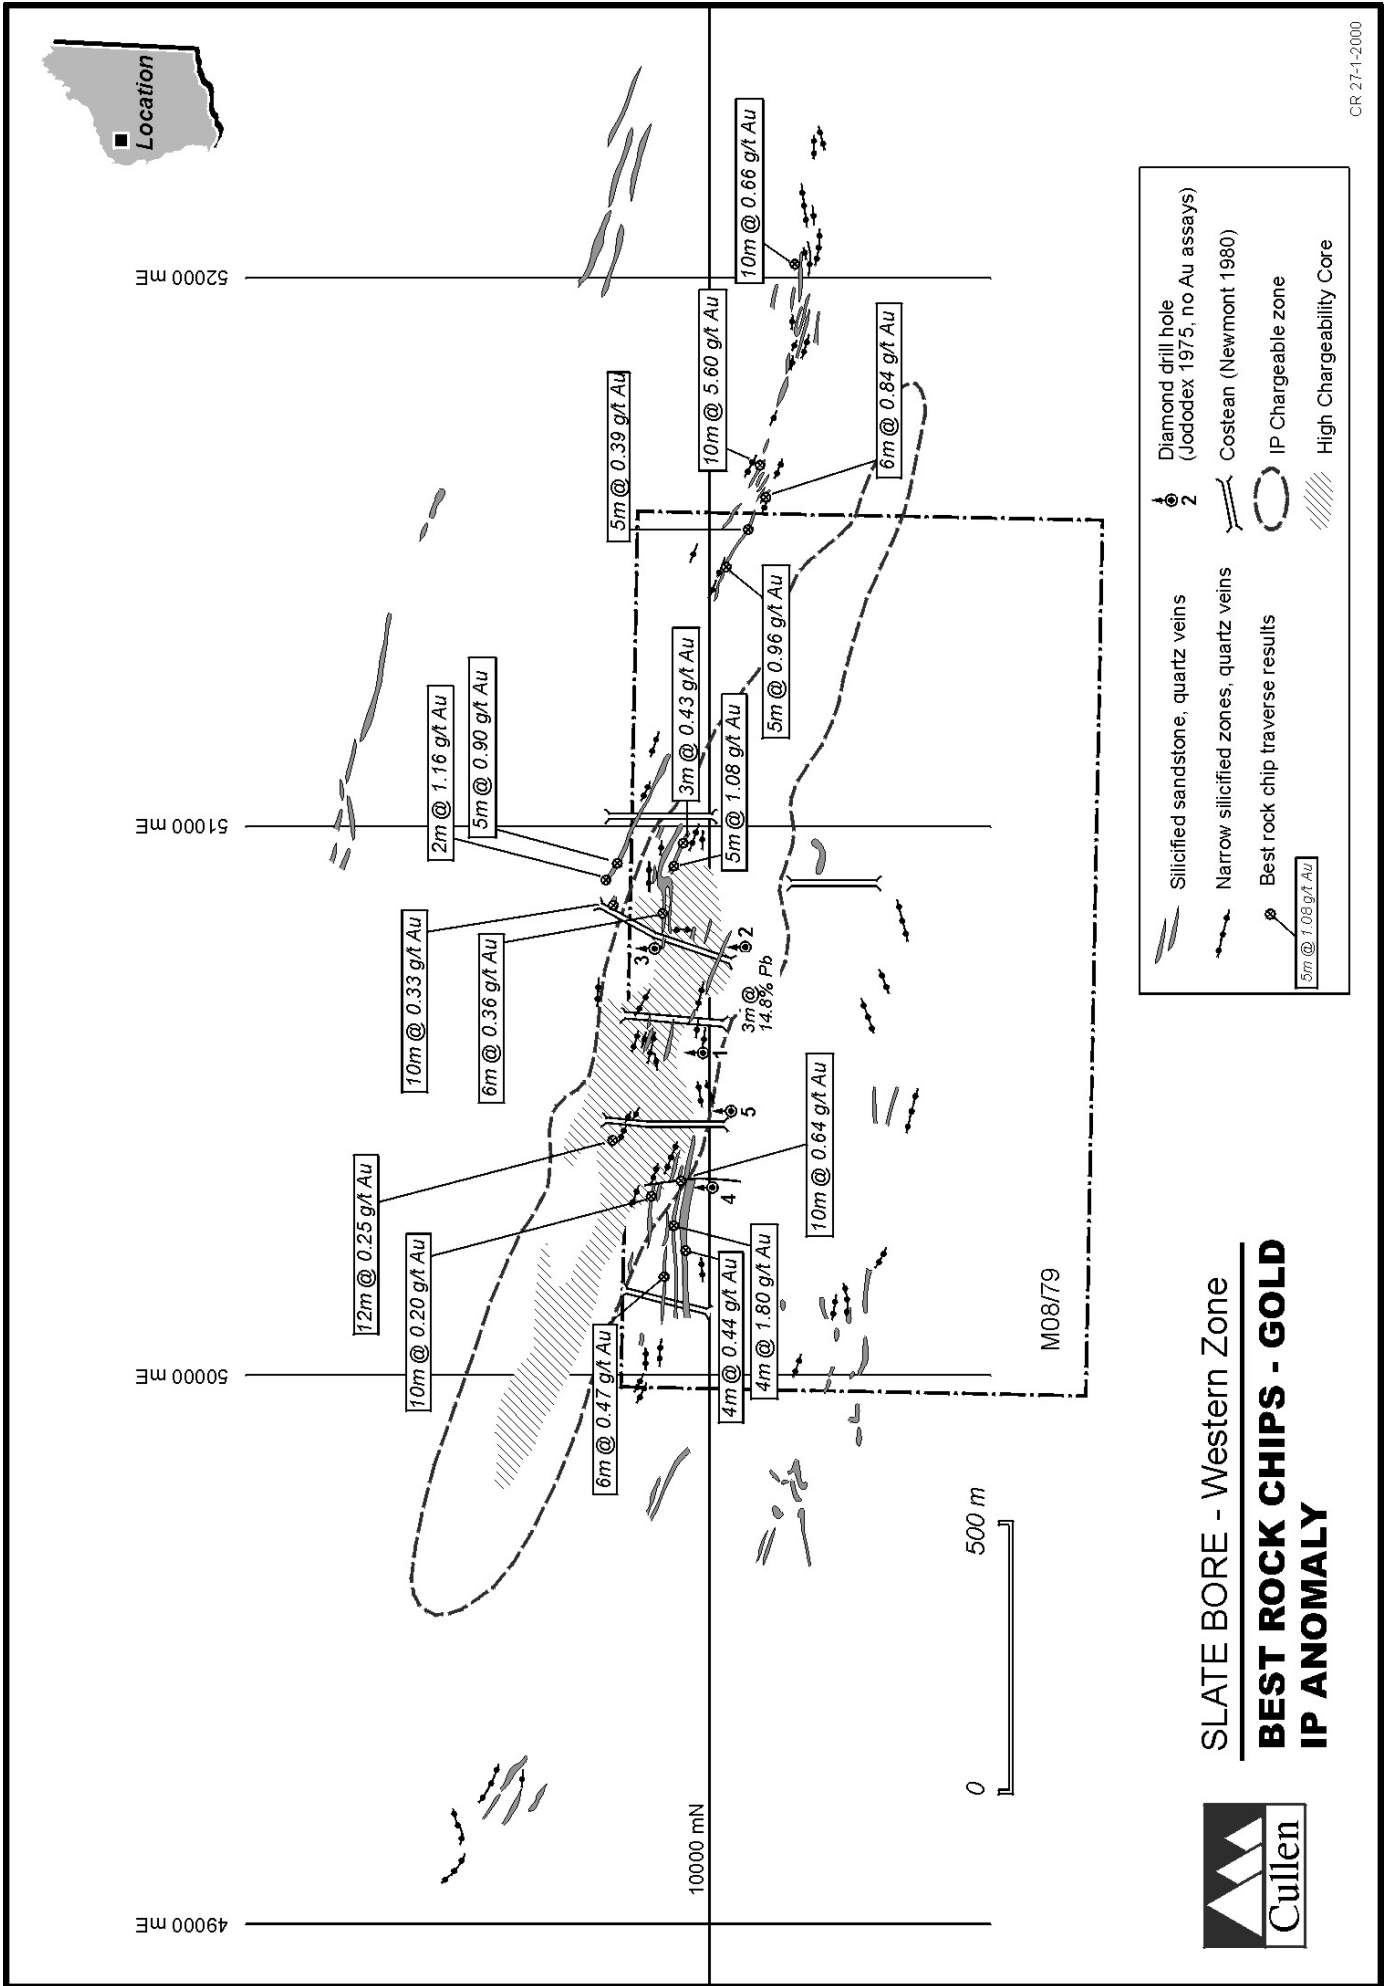 Location
49000 mE
50000 mE
51000 mE
52000 mE
12m @ 0.25 g/t Au
10m @ 0.20 g/t Au
10m @ 0.33 g/t Au
6m @ 0.36 g/t Au
2m @ 1.16 g/t Au
5m @ 0.90 g/t Au
5m @ 0.39 g/t Au
10m @ 5.60 g/t Au
10m @ 0.66 g/t Au
6m @ 0.47 g/t Au
3m @ 0.43 g/t Au
5m @ 1.08 g/t Au
4m @ 0.44 g/t Au
4m @ 1.80 g/t Au
10m @ 0.64 g/t Au
5m @ 0.96 g/t Au
6m @ 0.84 g/t Au
3
2
1
5
4
3m @
14.8% Pb
10000 mN
M08/79
0
500 m
Cullen
SLATE BORE - Western Zone
BEST ROCK CHIPS - GOLD
IP ANOMALY
Silicified sandstone, quartz veins
Narrow silicified zones, quartz veins
Best rock chip traverse results
5m @ 1.08 g/t Au
2
Diamond drill hole
(Jododex 1975, no Au assays)
Costean (Newmont 1980)
IP Chargeable zone
High Chargeability Core
CR 27-1-2000